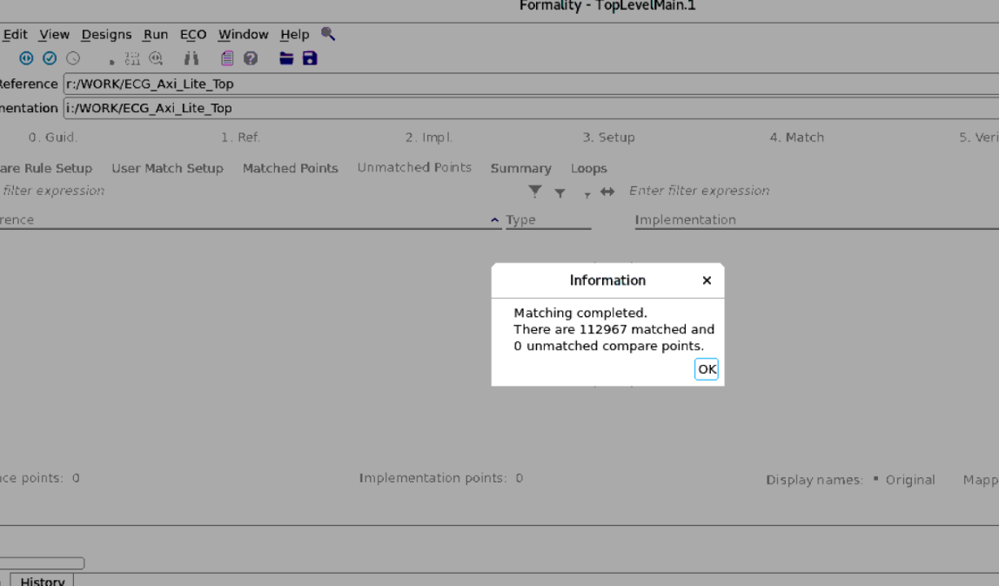 Formality - TopLevelMain.1
Edit View Designs Run ECO Window Help
Reference r:/WORK/ECG_Axi_Lite_Top
mentation i:/WORK/ECG_Axi_Lite_Top
0. Guid. 1. Ref. 2. Impl. 3. Setup 4. Match 5. Veri
are Rule Setup User Match Setup Matched Points Unmatched Points Summary Loops
filter expression Enter filter expression
rence Type Implementation
Information
Matching completed.
There are 112967 matched and
0 unmatched compare points.
OK
nce points: 0 Implementation points: 0 Display names: Original Mapp
History